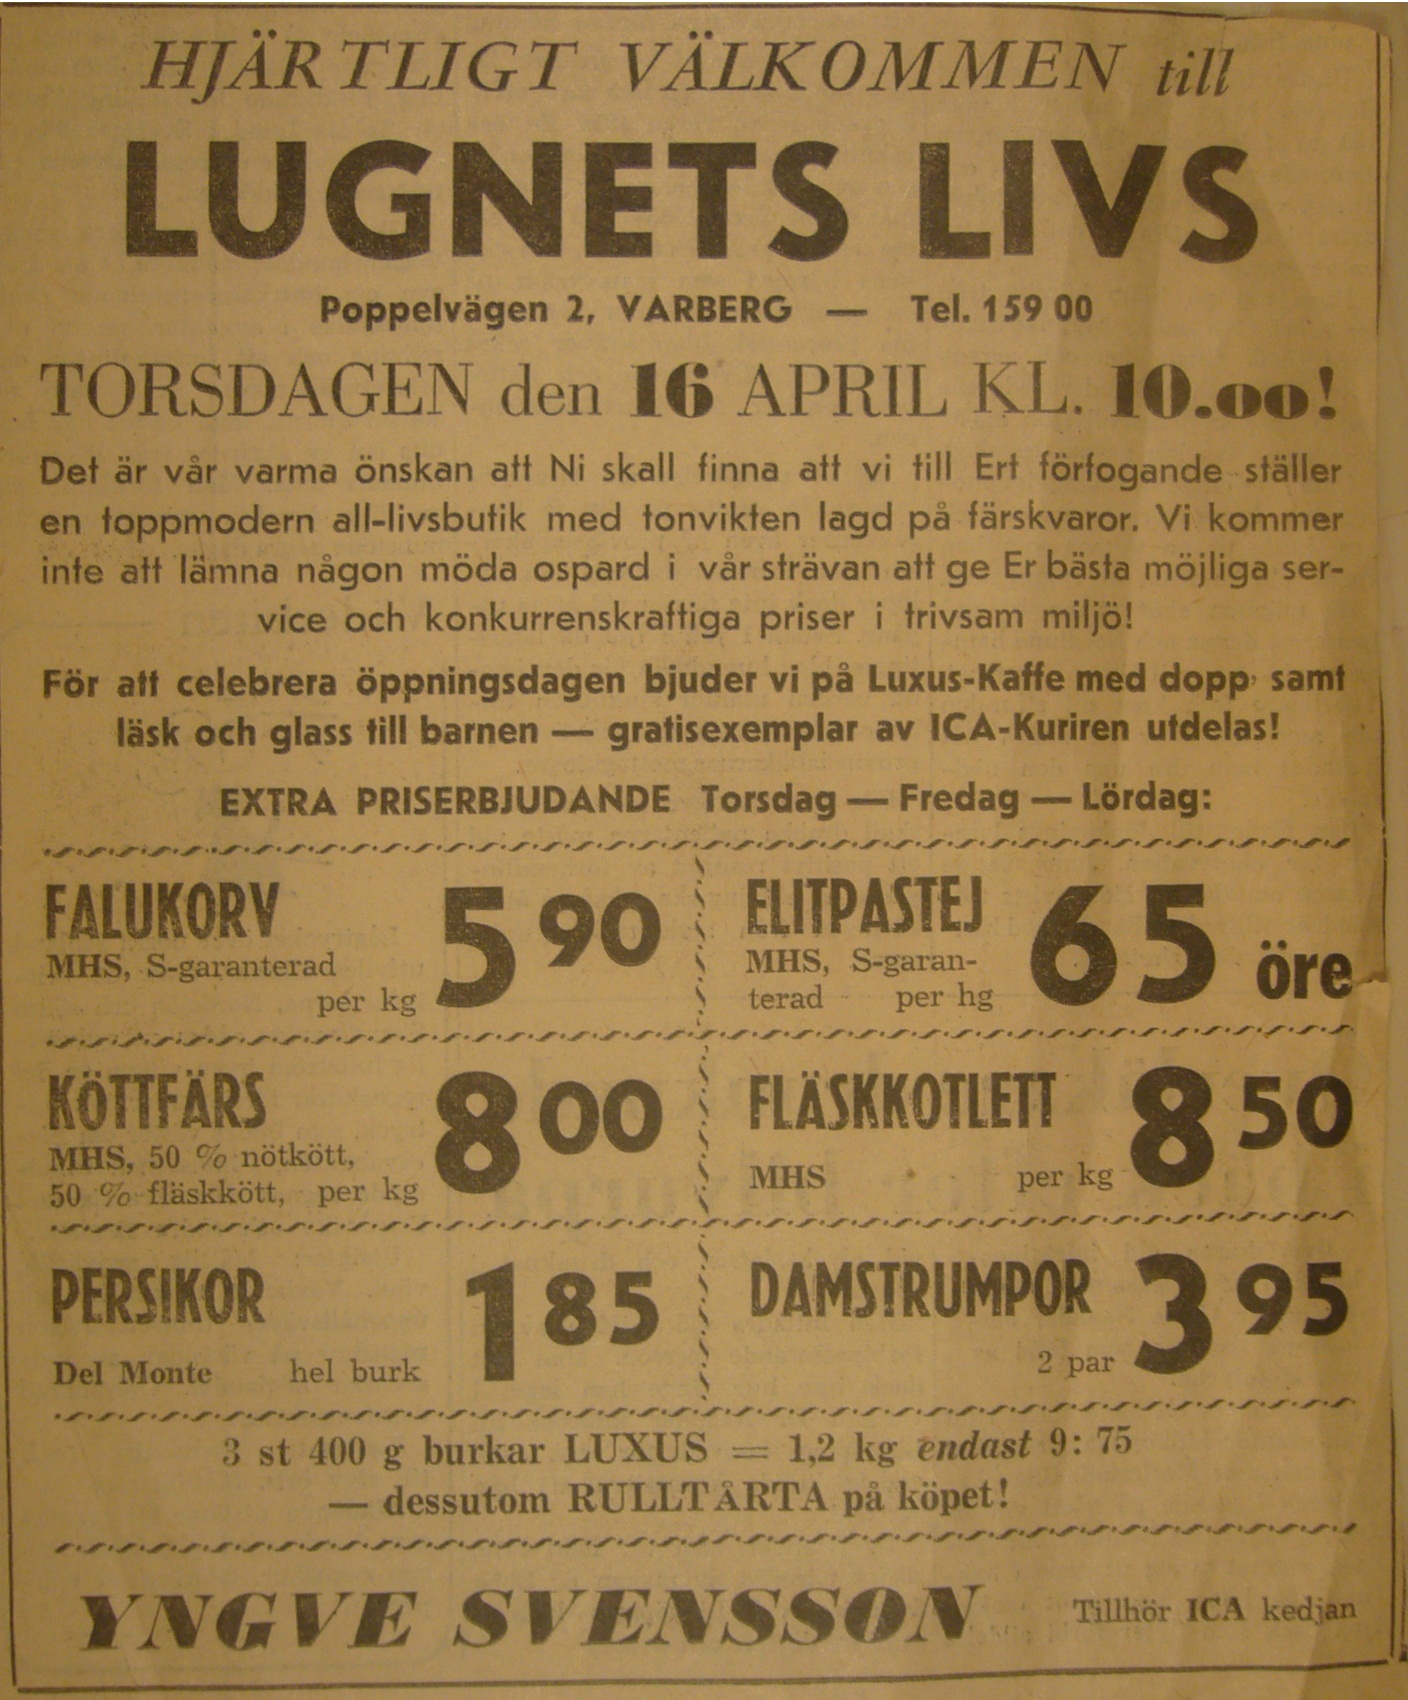 HJÄRTLIGT VÄLKOMMEN till
LUGNETS LIVS
Poppelvägen 2, VARBERG — Tel. 159 00
TORSDAGEN den 16 APRIL KL. 10.oo!
Det är vår varma önskan att Ni skall finna att vi till Ert förfogande ställer
en toppmodern all-livsbutik med tonvikten lagd på färskvaror. Vi kommer
inte att lämna någon möda ospard i vår strävan att ge Er bästa möjliga ser-
vice och konkurrenskraftiga priser i trivsam miljö!
För att celebrera öppningsdagen bjuder vi på Luxus-Kaffe med dopp, samt
läsk och glass till barnen — gratisexemplar av ICA-Kuriren utdelas!
EXTRA PRISERBJUDANDE Torsdag — Fredag — Lördag:
FALUKORV 5 90
MHS, S-garanterad
per kg
ELITPASTEJ 65 öre
MHS, S-garan-
terad per hg
KÖTTFÄRS 8 00
MHS, 50 % nötkött,
50 % fläskkött, per kg
FLÄSKKOTLETT 8 50
MHS per kg
PERSIKOR 1 85
Del Monte hel burk
DAMSTRUMPOR 3 95
2 par
3 st 400 g burkar LUXUS = 1,2 kg endast 9: 75
— dessutom RULLTÅRTA på köpet!
YNGVE SVENSSON Tillhör ICA kedjan